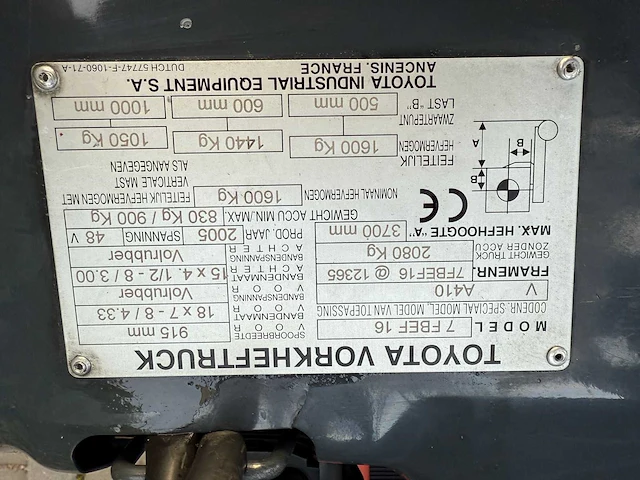 TOYOTA VORKHEFTRUCK
MODEL 7 FBEF 16
SPOORBREEDTE VOOR 915 mm
CODENR. SPECIAAL MODEL VAN TOEPASSING
V A410
BANDENMAAT VOOR 18 x 7 - 8 / 4.33
BANDENSPANNING VOOR Volrubber
FRAMENR. 7FBEF16 @ 12365
BANDENMAAT ACHTER 15 x 4. 1/2 - 8 / 3.00
GEWICHT TRUCK ZONDER ACCU 2080 Kg
BANDENSPANNING ACHTER Volrubber
MAX. HEFHOOGTE "A" 3700 mm
PROD. JAAR 2005 SPANNING 48 V
GEWICHT ACCU MIN./MAX. 830 Kg / 900 Kg
CE
NOMINAAL HEFVERMOGEN 1600 Kg
FEITELIJK HEFVERMOGEN MET VERTICALE MAST ALS AANGEGEVEN
A
B
B
FEITELIJK HEFVERMOGEN 1600 Kg 1440 Kg 1050 Kg
ZWAARTEPUNT LAST "B" 500 mm 600 mm 1000 mm
TOYOTA INDUSTRIAL EQUIPMENT S.A.
ANCENIS. FRANCE
DUTCH 57747-F-1060-71-A